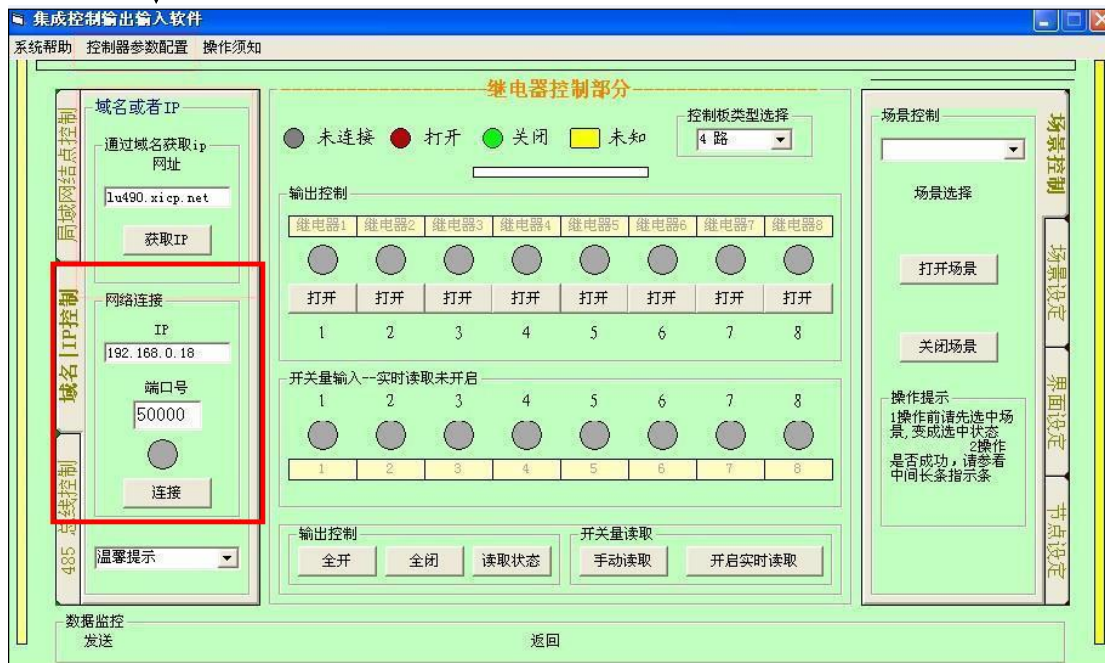 集成控制输出输入软件
系统帮助 控制器参数配置 操作须知
局域网结点控制
域名|IP控制
485 总线控制
域名或者IP
通过域名获取ip
网址
lu490.xicp.net
获取IP
网络连接
IP
192.168.0.18
端口号
50000
连接
温馨提示
继电器控制部分
未连接 打开 关闭 未知
控制板类型选择
4 路
输出控制
继电器1 继电器2 继电器3 继电器4 继电器5 继电器6 继电器7 继电器8
打开 打开 打开 打开 打开 打开 打开 打开
1 2 3 4 5 6 7 8
开关量输入--实时读取未开启
1 2 3 4 5 6 7 8
1 2 3 4 5 6 7 8
输出控制
全开 全闭 读取状态
开关量读取
手动读取 开启实时读取
场景控制
场景选择
打开场景
关闭场景
操作提示
1操作前请先选中场
景,变成选中状态
2操作
是否成功，请参看
中间长条指示条
场景控制
场景设定
界面设定
节点设定
数据监控
发送 返回